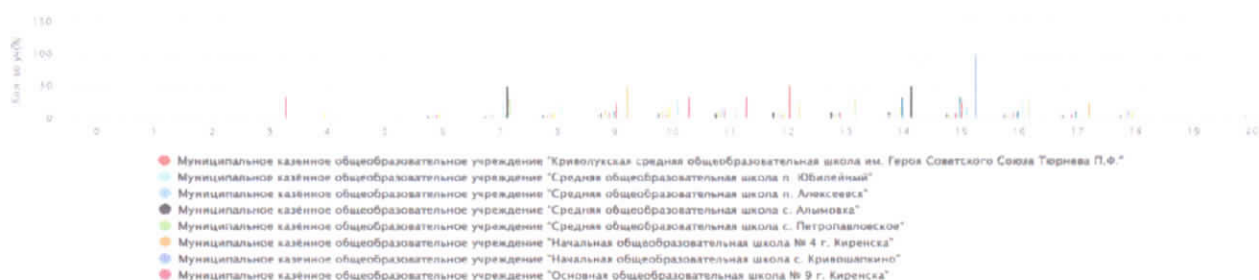 150
100
50
0
Кол-во уч(%)
0 1 2 3 4 5 6 7 8 9 10 11 12 13 14 15 16 17 18 19 20
Муниципальное казенное общеобразовательное учреждение "Криволукская средняя общеобразовательная школа им. Героя Советского Союза Тюрнева П.Ф."
Муниципальное казённое общеобразовательное учреждение "Средняя общеобразовательная школа п. Юбилейный"
Муниципальное казённое общеобразовательное учреждение "Средняя общеобразовательная школа п. Алексеевск"
Муниципальное казённое общеобразовательное учреждение "Средняя общеобразовательная школа с. Алымовка"
Муниципальное казённое общеобразовательное учреждение "Средняя общеобразовательная школа с. Петропавловское"
Муниципальное казённое общеобразовательное учреждение "Начальная общеобразовательная школа № 4 г. Киренска"
Муниципальное казённое общеобразовательное учреждение "Начальная общеобразовательная школа с. Кривошапкино"
Муниципальное казённое общеобразовательное учреждение "Основная общеобразовательная школа № 9 г. Киренска"